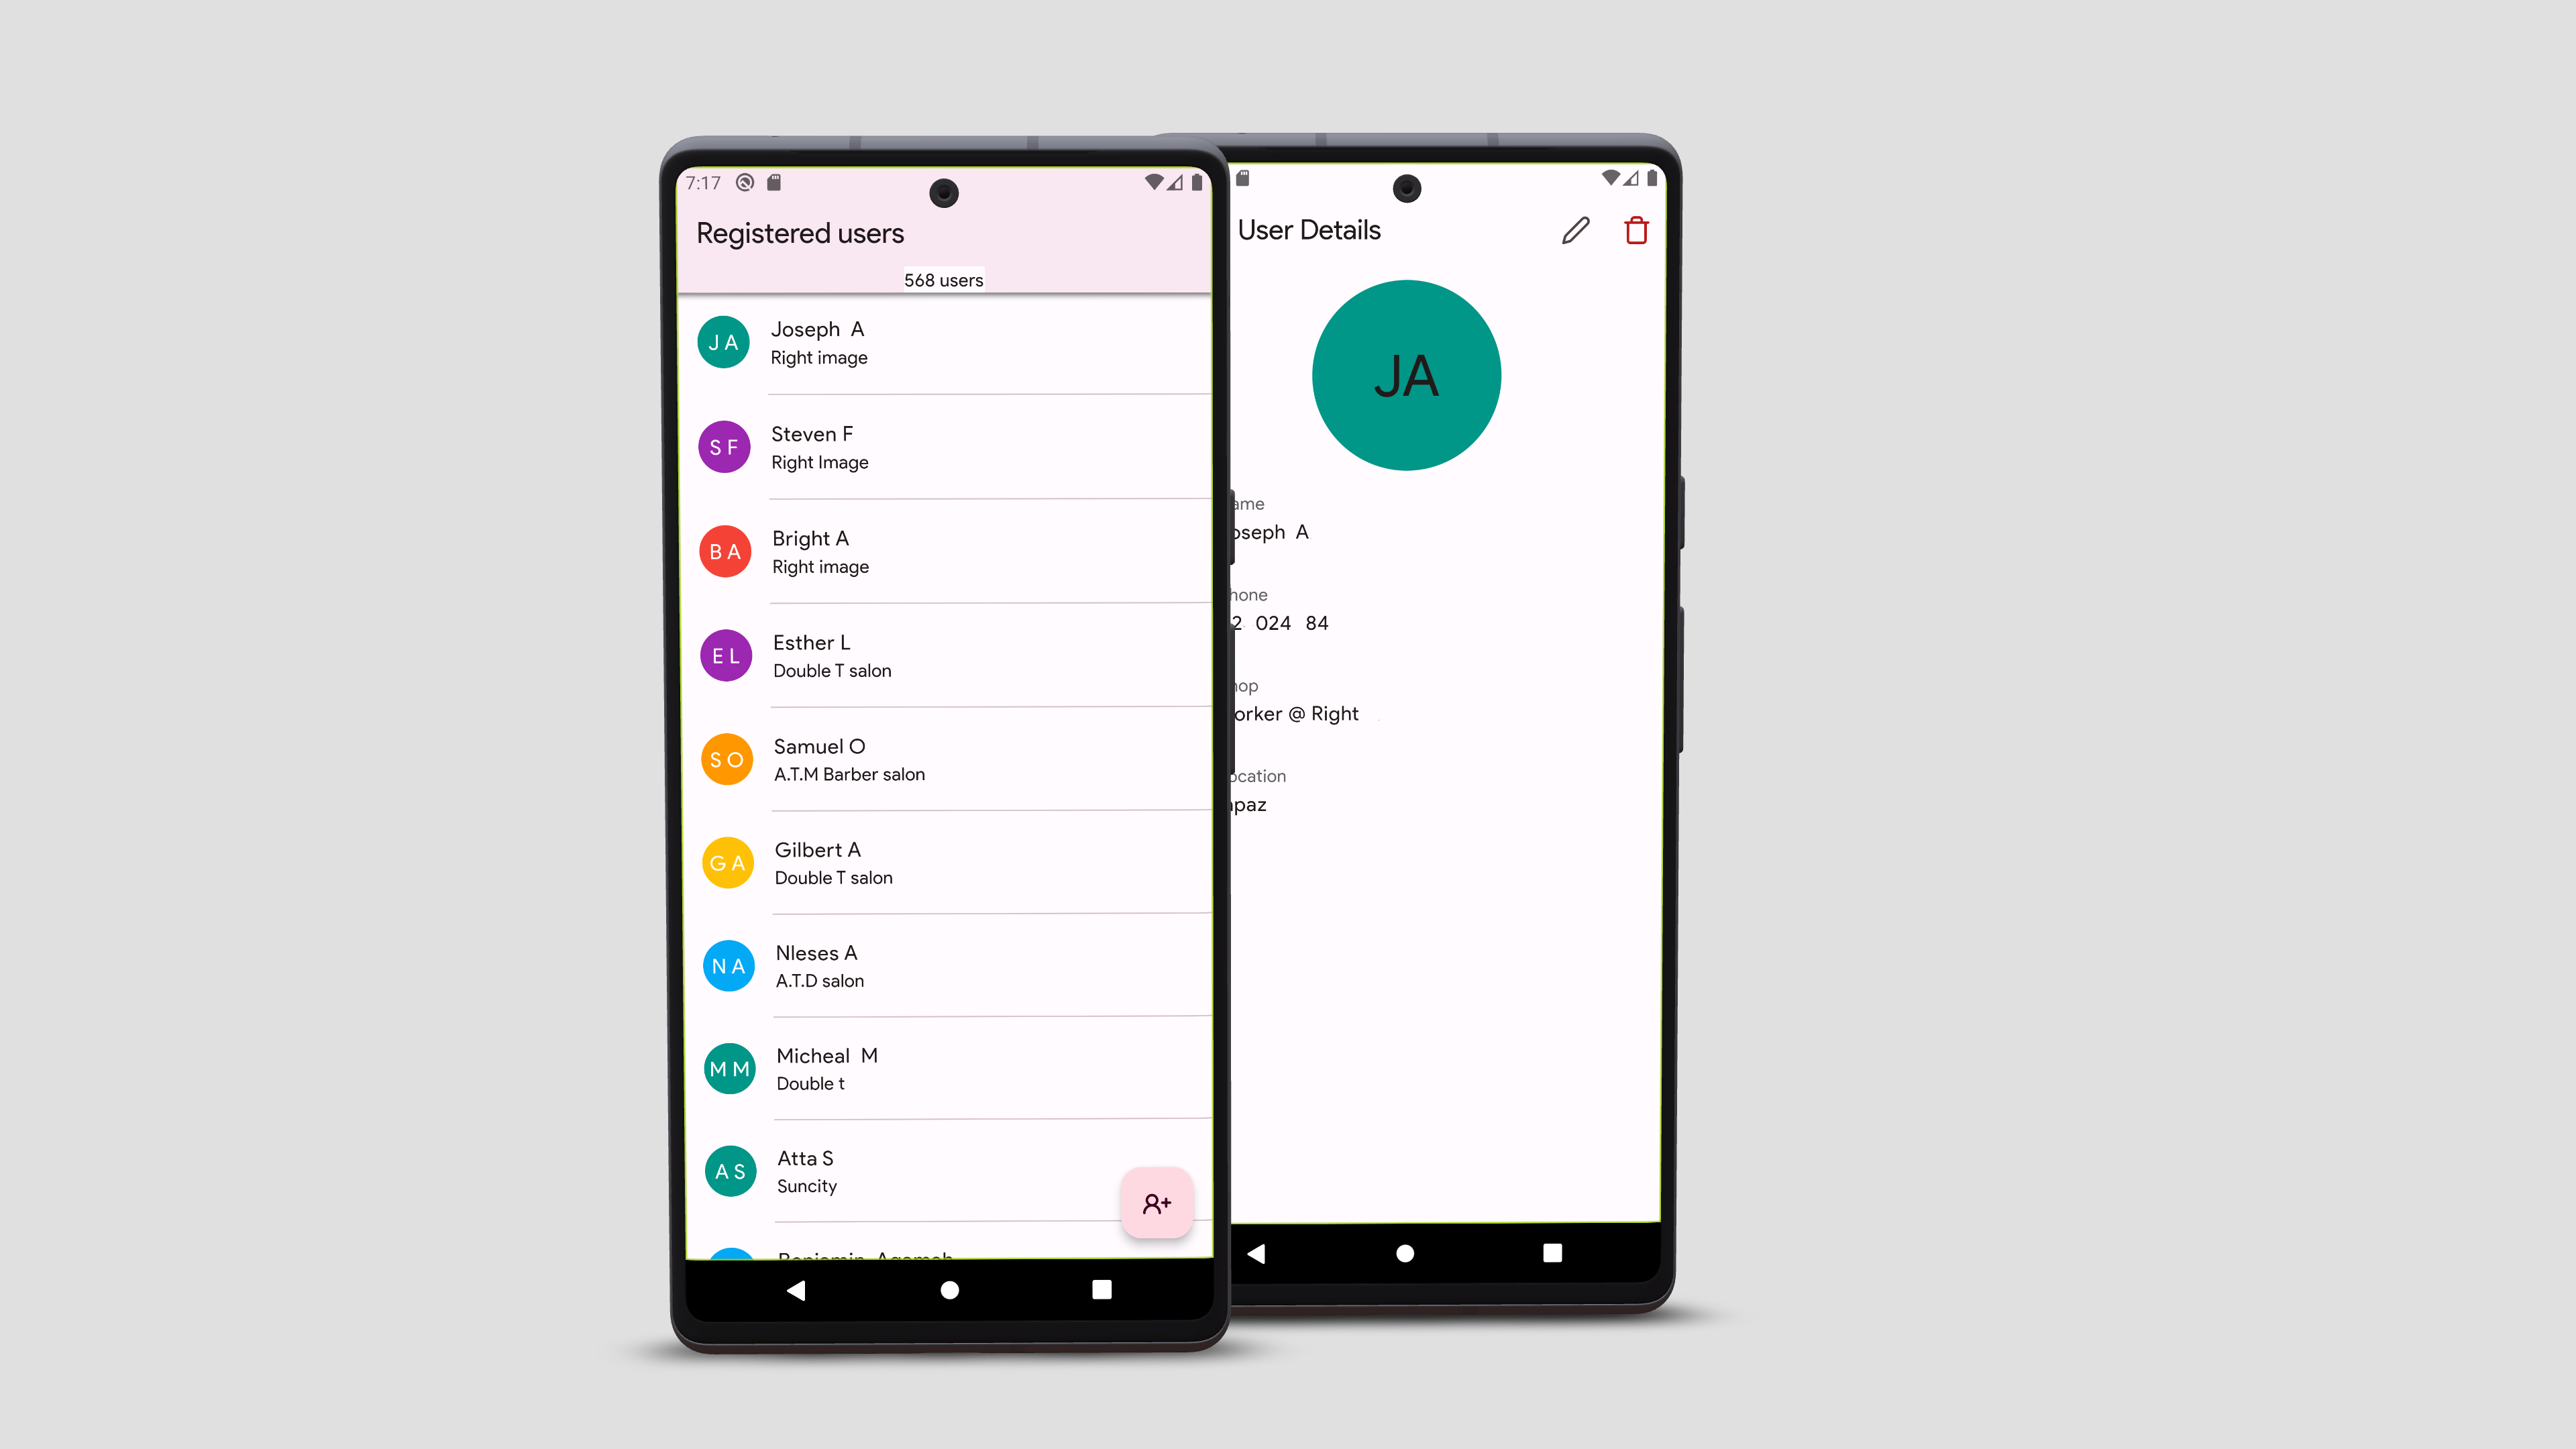 7:17
Registered users
568 users
J A
Joseph A
Right image
S F
Steven F
Right Image
B A
Bright A
Right image
E L
Esther L
Double T salon
S O
Samuel O
A.T.M Barber salon
G A
Gilbert A
Double T salon
N A
Nleses A
A.T.D salon
M M
Micheal M
Double t
A S
Atta S
Suncity
User Details
JA
ame
oseph A
hone
2 024 84
hop
orker @ Right
ocation
paz